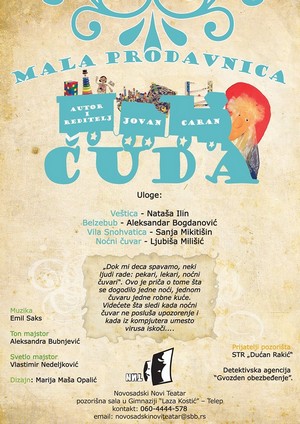 MALA PRODAVNICA
AUTOR
I
REDITELJ
JOVAN
CARAN
ČUDA
Uloge:
Veštica - Nataša Ilin
Belzebub - Aleksandar Bogdanović
Vila Snohvatica - Sanja Mikitišin
Noćni čuvar - Ljubiša Milišić
„Dok mi deca spavamo, neki
ljudi rade: pekari, lekari, noćni
čuvari“. Ovo je priča o tome šta
se dogodilo jedne noći, jednom
čuvaru jedne robne kuće.
Videćete šta sledi kada noćni
čuvar ne posluša upozorenje i
kada iz kompjutera umesto
virusa iskoči....
Muzika
Emil Saks
Ton majstor
Aleksandra Bubnjević
Svetlo majstor
Vlastimir Nedeljković
Dizajn: Marija Maša Opalić
Prijatelji pozorišta
STR „Dućan Rakić“
Detektivska agencija
“Gvozden obezbeđenje”.
NNT
Novosadski Novi Teatar
pozorišna sala u Gimnaziji “Laza Kostić” – Telep
kontakt: 060-4444-578
email: novosadskinoviteatar@sbb.rs